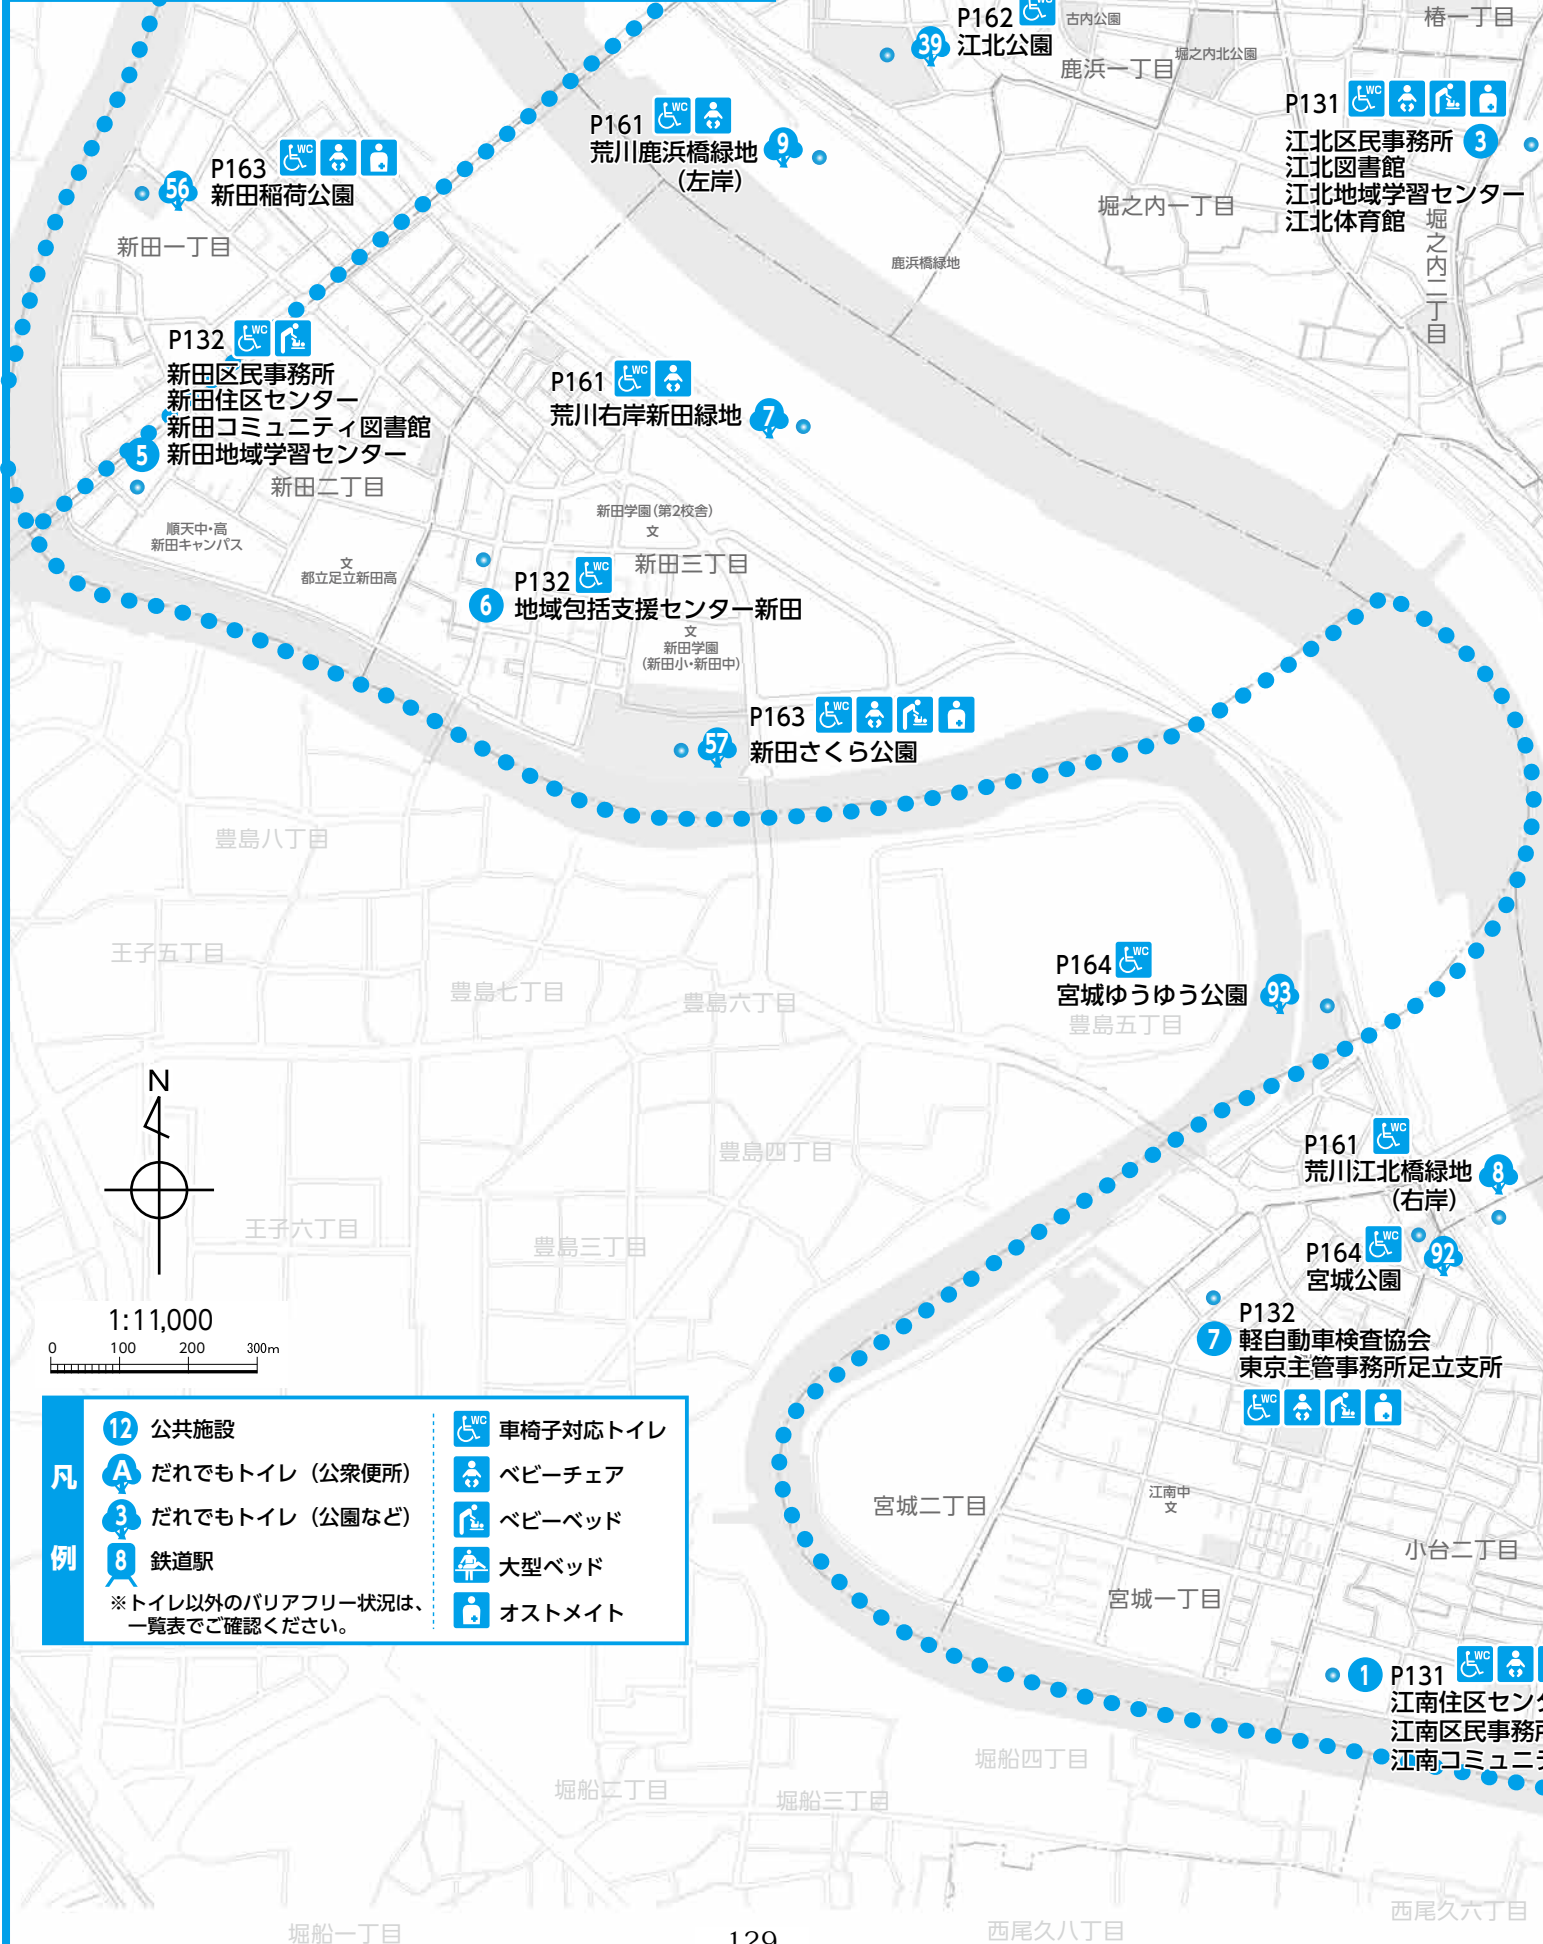 P162
39
江北公園
古内公園
椿一丁目
鹿浜一丁目
堀之内北公園
P131
江北区民事務所
3
江北図書館
江北地域学習センター
江北体育館
P161
荒川鹿浜橋緑地
9
(左岸)
P163
56
新田稲荷公園
新田一丁目
堀之内一丁目
堀之内二丁目
鹿浜橋緑地
P132
新田区民事務所
新田住区センター
新田コミュニティ図書館
5
新田地域学習センター
新田二丁目
P161
荒川右岸新田緑地
7
新田学園(第2校舎)
文
順天中・高
新田キャンパス
文
都立足立新田高
新田三丁目
P132
6
地域包括支援センター新田
文
新田学園
(新田小・新田中)
P163
57
新田さくら公園
豊島八丁目
王子五丁目
豊島七丁目
豊島六丁目
P164
宮城ゆうゆう公園
93
豊島五丁目
N
豊島四丁目
P161
荒川江北橋緑地
8
(右岸)
王子六丁目
豊島三丁目
P164
92
宮城公園
P132
7
軽自動車検査協会
東京主管事務所足立支所
1:11,000
0 100 200 300m
凡例
12 公共施設
A だれでもトイレ（公衆便所）
3 だれでもトイレ（公園など）
8 鉄道駅
※トイレ以外のバリアフリー状況は、
一覧表でご確認ください。
WC 車椅子対応トイレ
ベビーチェア
ベビーベッド
大型ベッド
オストメイト
宮城二丁目
江南中
文
小台二丁目
宮城一丁目
1
P131
江南住区セン
江南区民事務
江南コミュニ
堀船四丁目
堀船二丁目
堀船三丁目
堀船一丁目
129
西尾久八丁目
西尾久六丁目